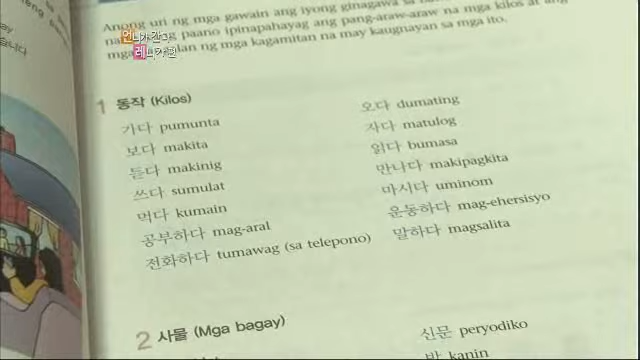 Anong uri ng mga gawain ang iyong ginagawa sa
paano ipinapahayag ang pang-araw-araw na mga kilos at ang
ng mga kagamitan na may kaugnayan sa mga ito.
1 동작 (Kilos)
가다 pumunta
보다 makita
듣다 makinig
쓰다 sumulat
먹다 kumain
공부하다 mag-aral
전화하다 tumawag (sa telepono)
오다 dumating
자다 matulog
읽다 bumasa
만나다 makipagkita
마시다 uminom
운동하다 mag-ehersisyo
말하다 magsalita
2 사물 (Mga bagay)
신문 peryodiko
밥 kanin